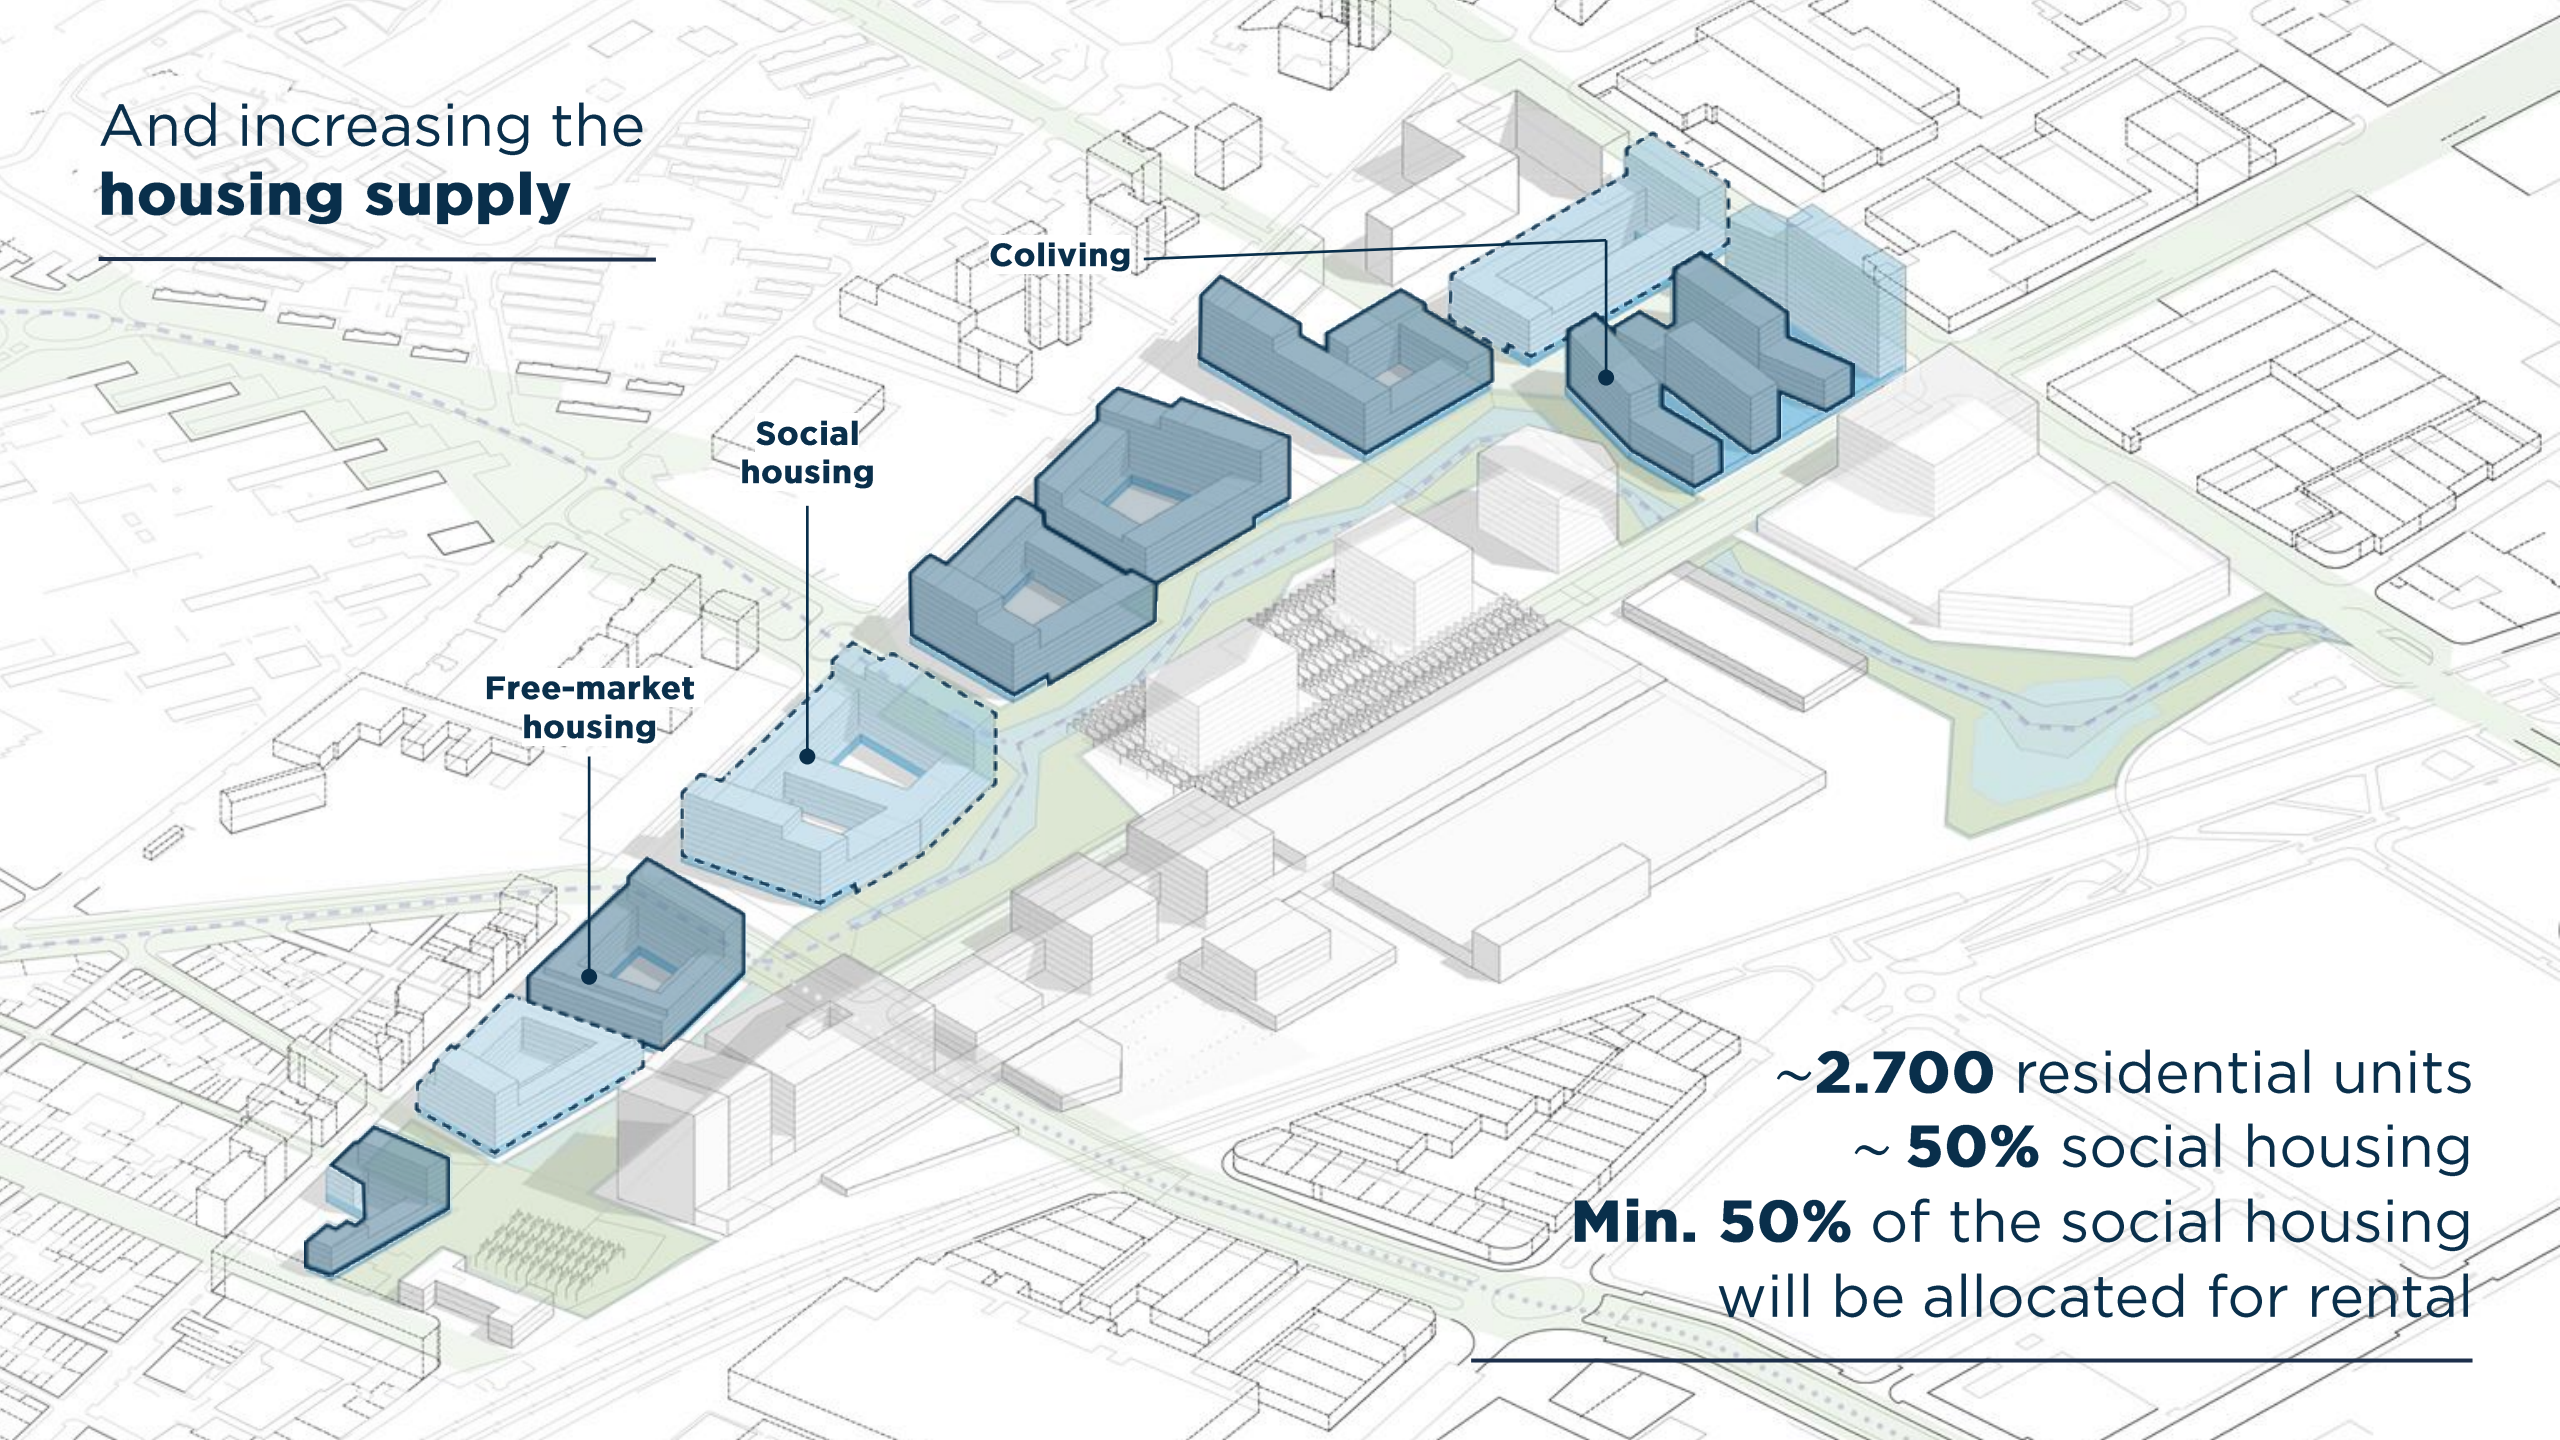 And increasing the
housing supply
Coliving
Social
housing
Free-market
housing
~2.700 residential units
~ 50% social housing
Min. 50% of the social housing
will be allocated for rental